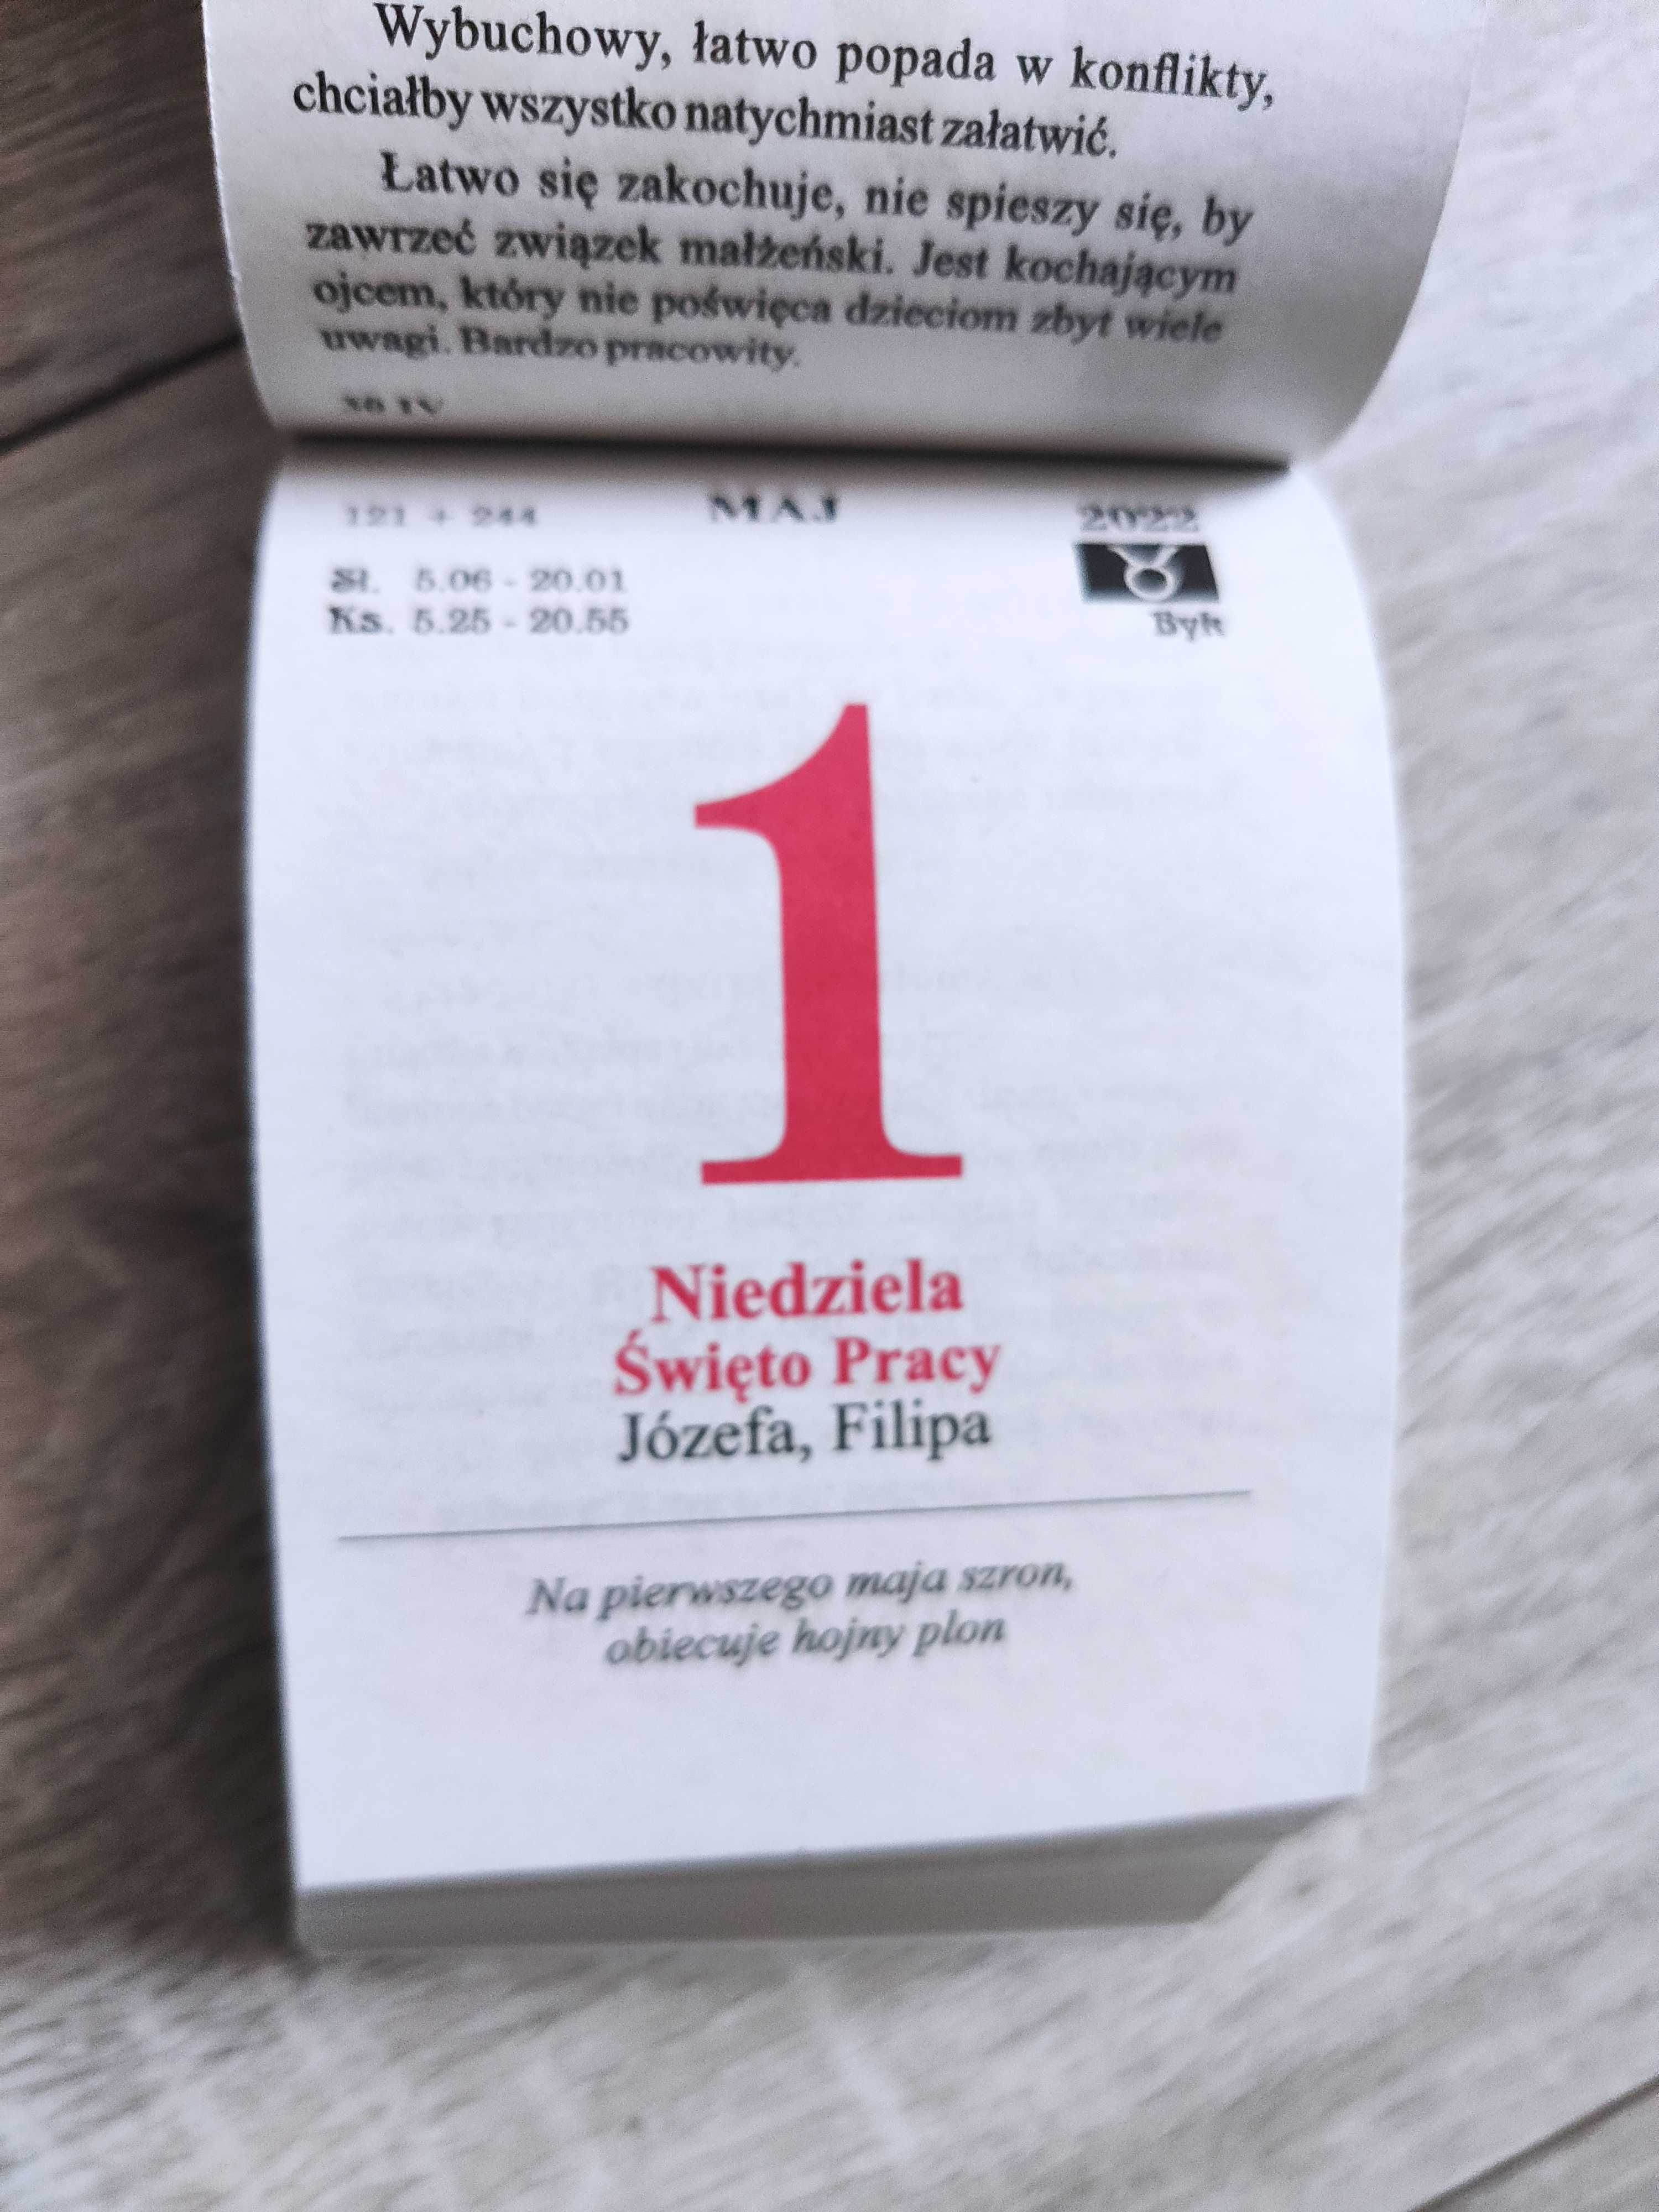 Wybuchowy, łatwo popada w konflikty,
chciałby wszystko natychmiast załatwić.
Łatwo się zakochuje, nie spieszy się, by
zawrzeć związek małżeński. Jest kochającym
ojcem, który nie poświęca dzieciom zbyt wiele
uwagi. Bardzo pracowity.
30 IV
121 + 244 MAJ 2022
Sł. 5.06 - 20.01
Ks. 5.25 - 20.55
Byk
1
Niedziela
Święto Pracy
Józefa, Filipa
Na pierwszego maja szron,
obiecuje hojny plon